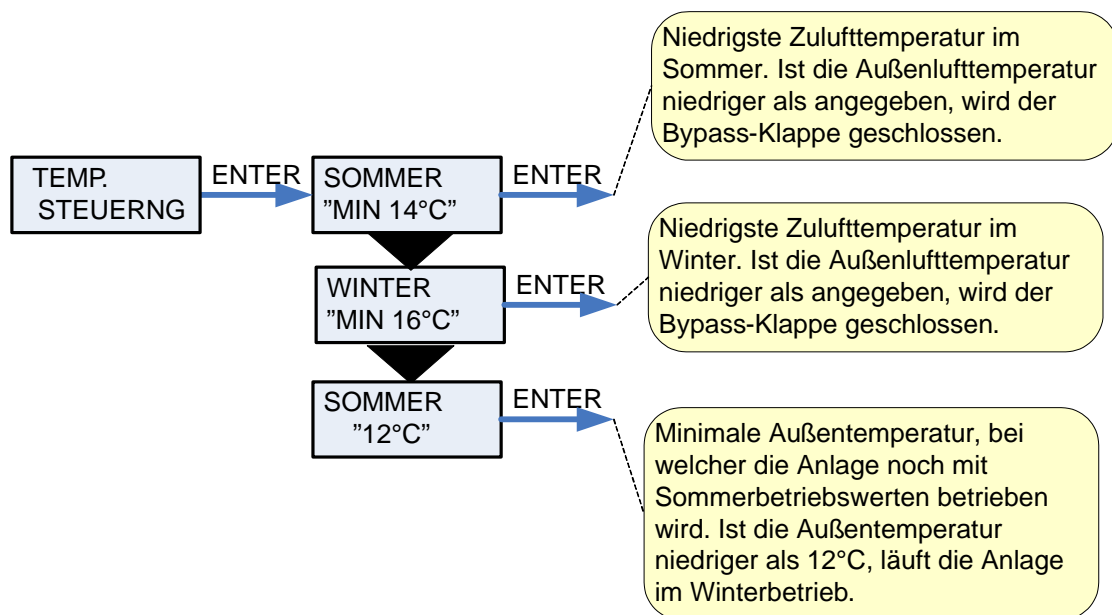 Niedrigste Zulufttemperatur im
Sommer. Ist die Außenlufttemperatur
niedriger als angegeben, wird der
Bypass-Klappe geschlossen.
TEMP.
STEUERNG
ENTER
SOMMER
”MIN 14°C”
ENTER
WINTER
”MIN 16°C”
ENTER
Niedrigste Zulufttemperatur im
Winter. Ist die Außenlufttemperatur
niedriger als angegeben, wird der
Bypass-Klappe geschlossen.
SOMMER
”12°C”
ENTER
Minimale Außentemperatur, bei
welcher die Anlage noch mit
Sommerbetriebswerten betrieben
wird. Ist die Außentemperatur
niedriger als 12°C, läuft die Anlage
im Winterbetrieb.